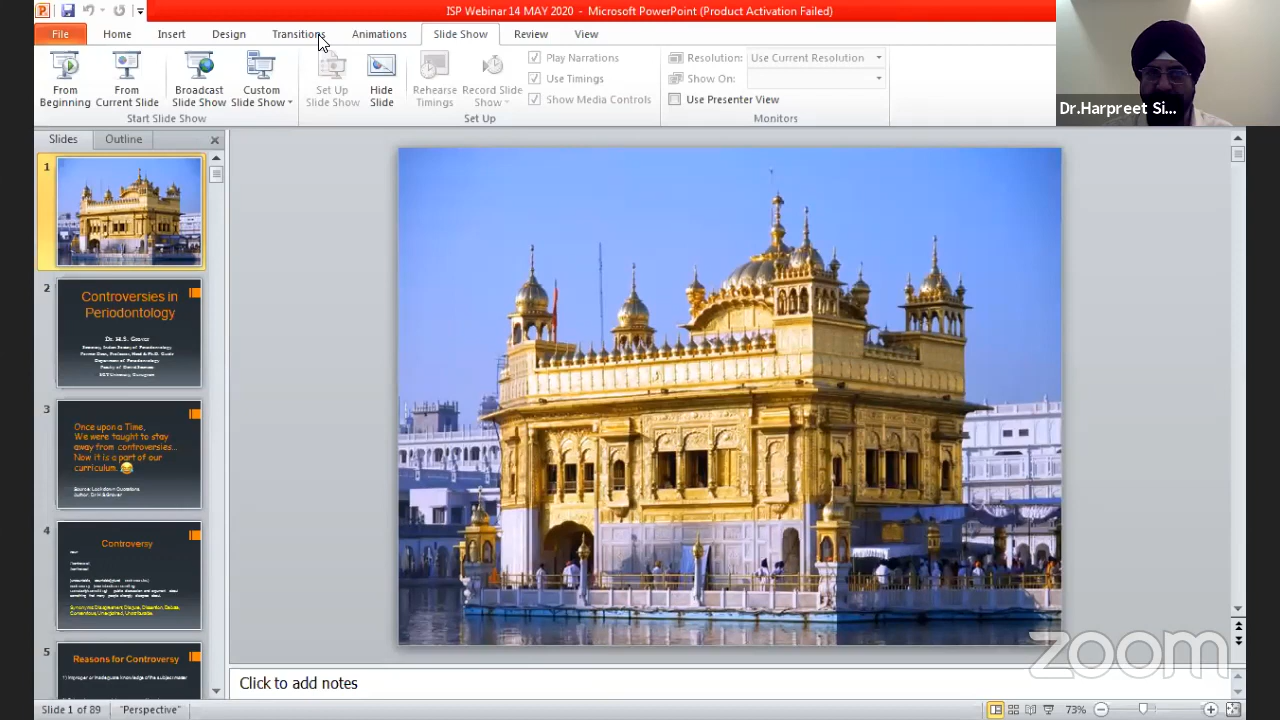 ISP Webinar 14 MAY 2020 - Microsoft PowerPoint (Product Activation Failed)
File Home Insert Design Transitions Animations Slide Show Review View
From Beginning
From Current Slide
Broadcast Slide Show
Custom Slide Show
Set Up Slide Show
Hide Slide
Rehearse Timings
Record Slide Show
Play Narrations
Use Timings
Show Media Controls
Resolution: Use Current Resolution
Show On:
Use Presenter View
Start Slide Show
Set Up
Monitors
Dr.Harpreet Si...
Slides Outline
1
2
Controversies in
Periodontology
Dr. H.S. Grover
3
Once upon a Time,
We were taught to stay
away from controversies...
Now it is a part of our
curriculum. 😂
4
Controversy
5
Reasons for Controversy
zoom
Click to add notes
Slide 1 of 89 "Perspective" 73%